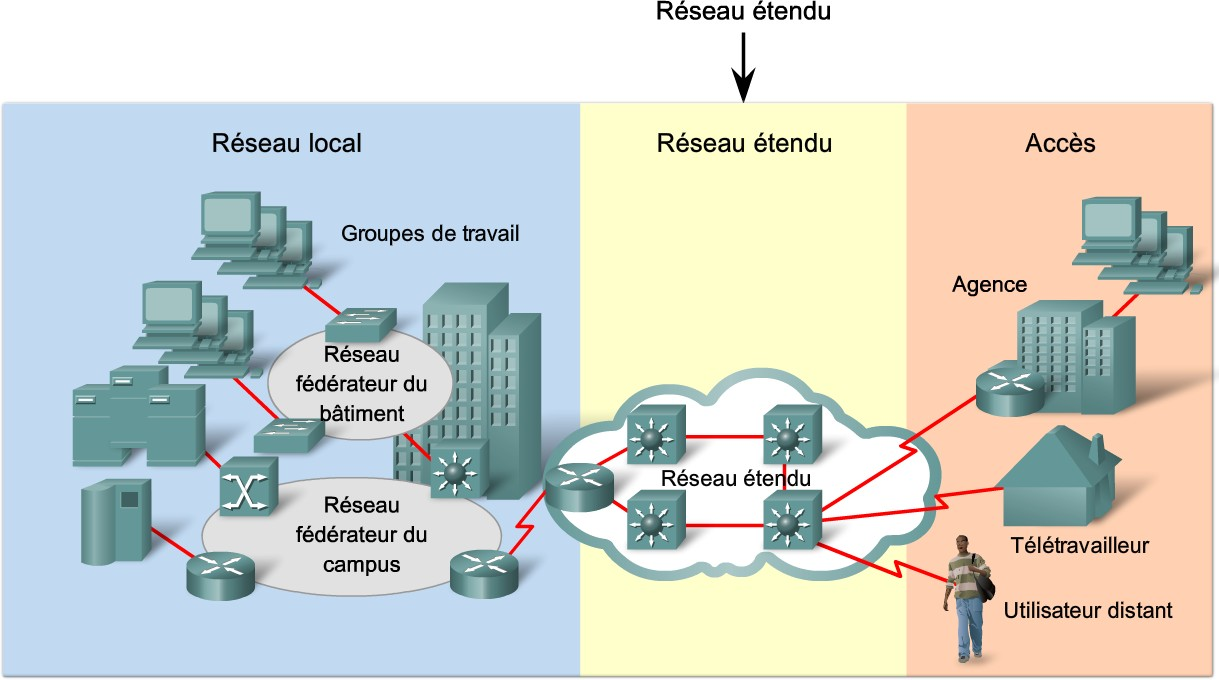 Réseau étendu
Réseau local
Réseau étendu
Accès
Groupes de travail
Agence
Réseau
fédérateur du
bâtiment
Réseau étendu
Réseau
fédérateur du
campus
Télétravailleur
Utilisateur distant